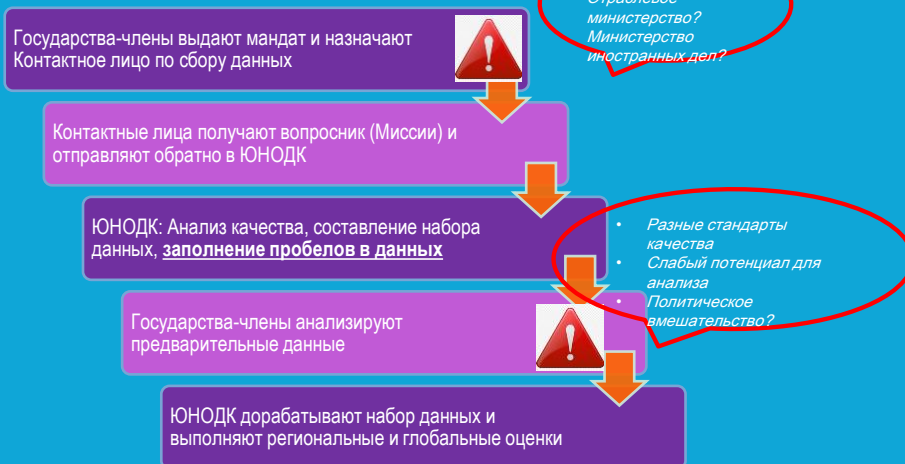 Отраслевое
министерство?
Министерство
иностранных дел?
Государства-члены выдают мандат и назначают
Контактное лицо по сбору данных
Контактные лица получают вопросник (Миссии) и
отправляют обратно в ЮНОДК
ЮНОДК: Анализ качества, составление набора
данных, заполнение пробелов в данных
• Разные стандарты
качества
• Слабый потенциал для
анализа
• Политическое
вмешательство?
Государства-члены анализируют
предварительные данные
ЮНОДК дорабатывают набор данных и
выполняют региональные и глобальные оценки